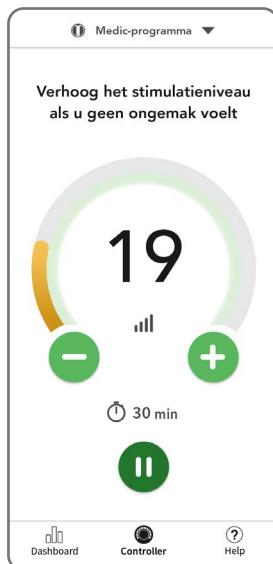 Medic-programma
Verhoog het stimulatieniveau
als u geen ongemak voelt
19
30 min
Dashboard Controller Help